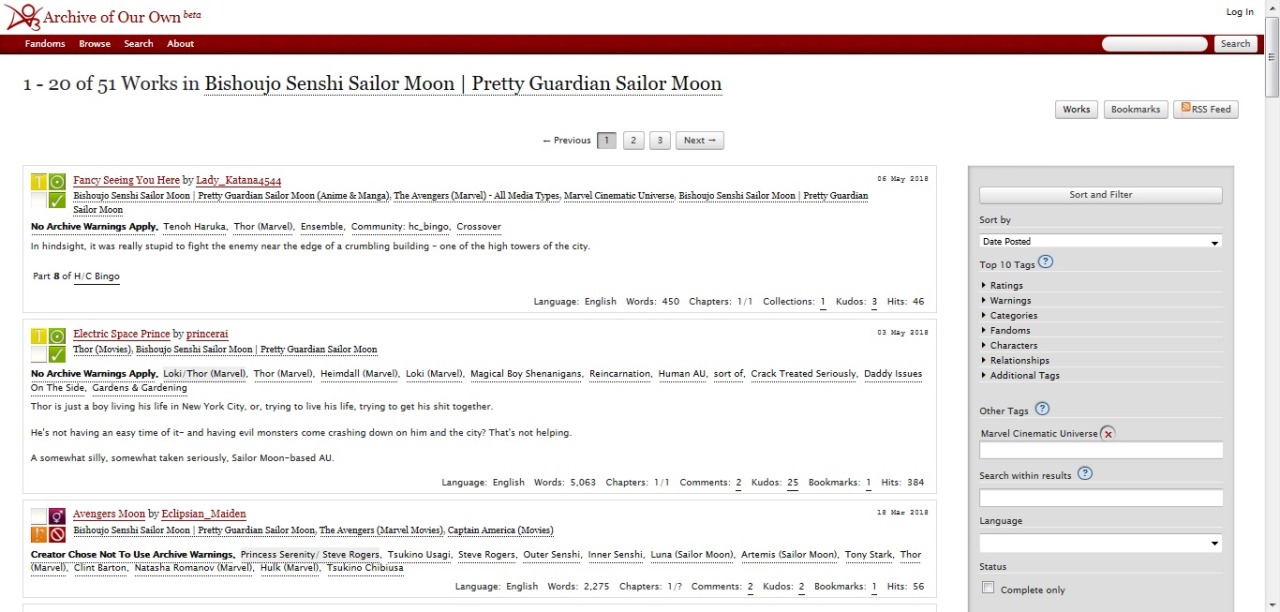 Archive of Our Own beta
Log In
Fandoms Browse Search About
Search
1 - 20 of 51 Works in Bishoujo Senshi Sailor Moon | Pretty Guardian Sailor Moon
Works Bookmarks RSS Feed
← Previous 1 2 3 Next →
Fancy Seeing You Here by Lady_Katana4544
06 May 2018
Bishoujo Senshi Sailor Moon | Pretty Guardian Sailor Moon (Anime & Manga), The Avengers (Marvel) - All Media Types, Marvel Cinematic Universe, Bishoujo Senshi Sailor Moon | Pretty Guardian
Sailor Moon
No Archive Warnings Apply, Tenoh Haruka, Thor (Marvel), Ensemble, Community: hc_bingo, Crossover
In hindsight, it was really stupid to fight the enemy near the edge of a crumbling building - one of the high towers of the city.
Part 8 of H/C Bingo
Language: English Words: 450 Chapters: 1/1 Collections: 1 Kudos: 3 Hits: 46
Electric Space Prince by princerai
03 May 2018
Thor (Movies), Bishoujo Senshi Sailor Moon | Pretty Guardian Sailor Moon
No Archive Warnings Apply, Loki/Thor (Marvel), Thor (Marvel), Heimdall (Marvel), Loki (Marvel), Magical Boy Shenanigans, Reincarnation, Human AU, sort of, Crack Treated Seriously, Daddy Issues
On The Side, Gardens & Gardening
Thor is just a boy living his life in New York City, or, trying to live his life, trying to get his shit together.
He's not having an easy time of it- and having evil monsters come crashing down on him and the city? That's not helping.
A somewhat silly, somewhat taken seriously, Sailor Moon-based AU.
Language: English Words: 5,063 Chapters: 1/1 Comments: 2 Kudos: 25 Bookmarks: 1 Hits: 384
Avengers Moon by Eclipsian_Maiden
18 Mar 2018
Bishoujo Senshi Sailor Moon | Pretty Guardian Sailor Moon, The Avengers (Marvel Movies), Captain America (Movies)
Creator Chose Not To Use Archive Warnings, Princess Serenity/ Steve Rogers, Tsukino Usagi, Steve Rogers, Outer Senshi, Inner Senshi, Luna (Sailor Moon), Artemis (Sailor Moon), Tony Stark, Thor
(Marvel), Clint Barton, Natasha Romanov (Marvel), Hulk (Marvel), Tsukino Chibiusa
Language: English Words: 2,275 Chapters: 1/? Comments: 2 Kudos: 2 Bookmarks: 1 Hits: 56
Sort and Filter
Sort by
Date Posted
Top 10 Tags ?
Ratings
Warnings
Categories
Fandoms
Characters
Relationships
Additional Tags
Other Tags ?
Marvel Cinematic Universe x
Search within results ?
Language
Status
Complete only